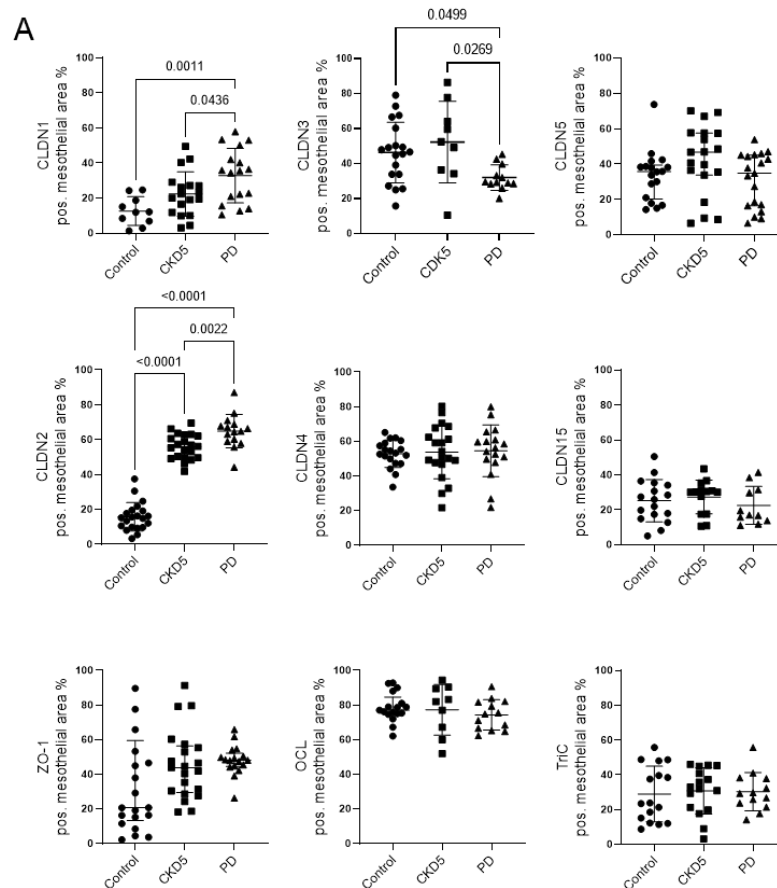 A
0.0011
0.0436
CLDN1
pos. mesothelial area %
100
80
60
40
20
0
Control
CKD5
PD
0.0499
0.0269
CLDN3
pos. mesothelial area %
100
80
60
40
20
0
Control
CDK5
PD
CLDN5
pos. mesothelial area %
100
80
60
40
20
0
Control
CKD5
PD
<0.0001
0.0022
<0.0001
CLDN2
pos. mesothelial area %
100
80
60
40
20
0
Control
CKD5
PD
CLDN4
pos. mesothelial area %
100
80
60
40
20
0
Control
CKD5
PD
CLDN15
pos. mesothelial area %
100
80
60
40
20
0
Control
CKD5
PD
ZO-1
pos. mesothelial area %
100
80
60
40
20
0
Control
CKD5
PD
OCL
pos. mesothelial area %
100
80
60
40
20
0
Control
CKD5
PD
TriC
pos. mesothelial area %
100
80
60
40
20
0
Control
CKD5
PD